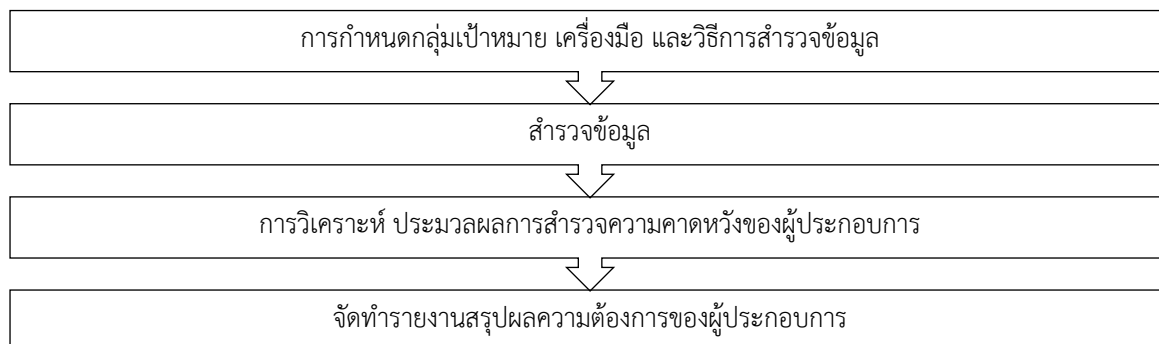 การกำหนดกลุ่มเป้าหมาย เครื่องมือ และวิธีการสำรวจข้อมูล
สำรวจข้อมูล
การวิเคราะห์ ประมวลผลการสำรวจความคาดหวังของผู้ประกอบการ
จัดทำรายงานสรุปผลความต้องการของผู้ประกอบการ